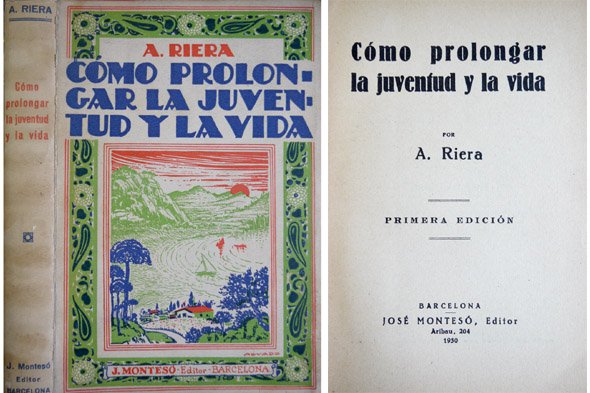 A. RIERA
Cómo
prolongar
la juventud
y la vida
J. Montesó
Editor
BARCELONA
A. RIERA
CÓMO PROLON-
GAR LA JUVEN-
TUD Y LA VIDA
J. MONTESÓ-Editor-BARCELONA
Cómo prolongar
la juventud y la vida
POR
A. Riera
PRIMERA EDICIÓN
BARCELONA
JOSÉ MONTESÓ, Editor
Aribau, 204
1930